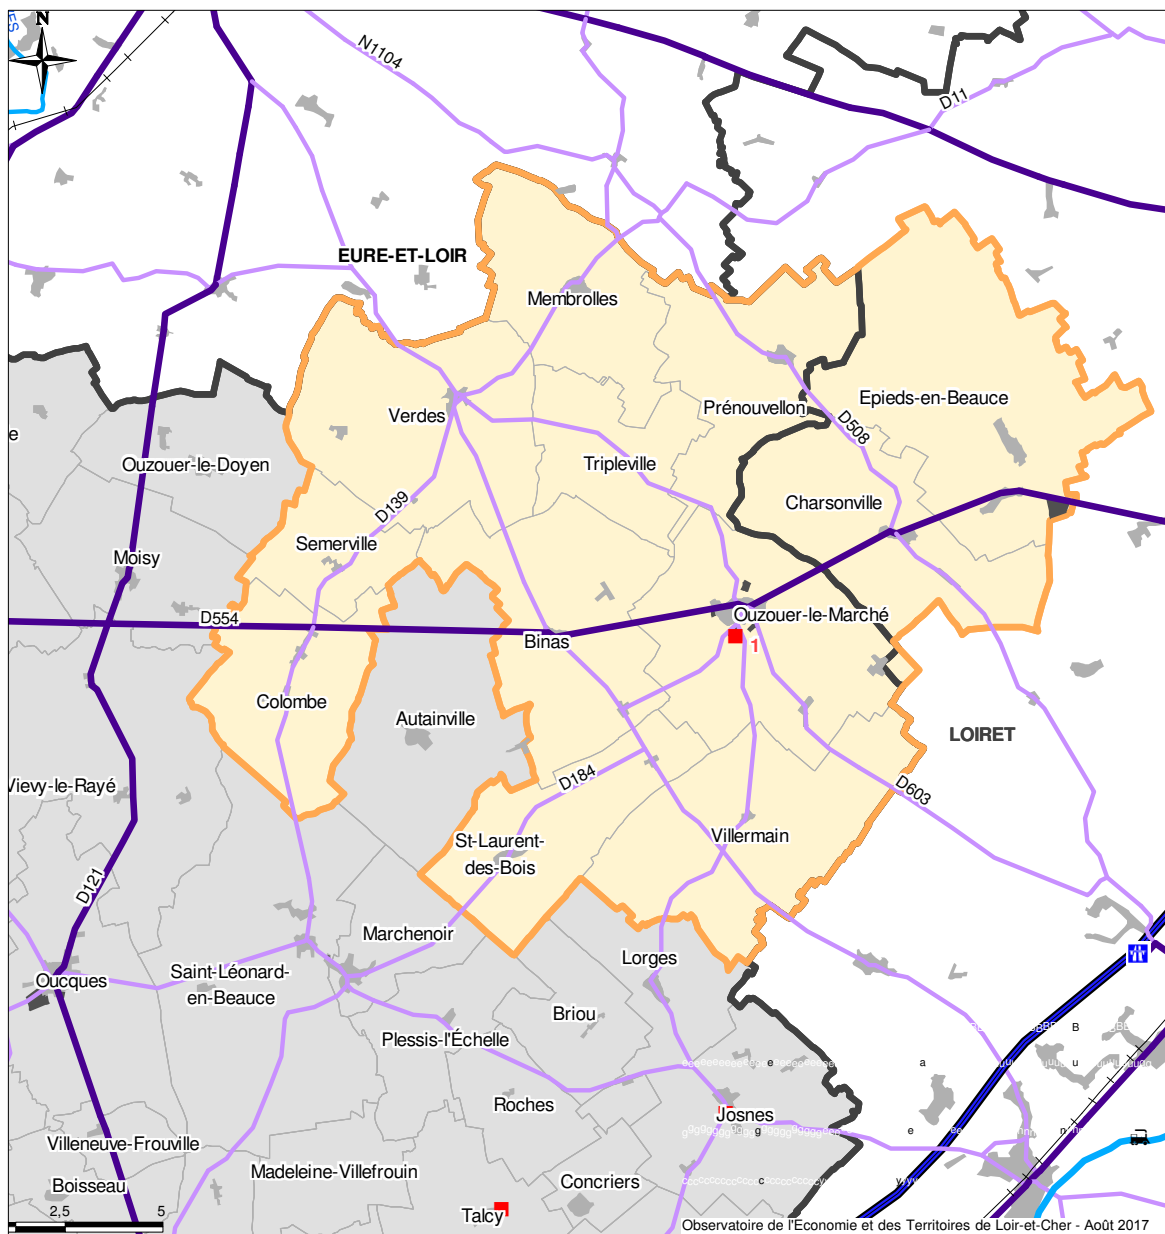 N
ES
N1104
D11
EURE-ET-LOIR
Membrolles
Prénouvellon
Epieds-en-Beauce
D508
Verdes
e
Ouzouer-le-Doyen
Tripleville
D139
Charsonville
Semerville
Moisy
D554
Ouzouer-le-Marché
Binas
1
Colombe
Autainville
LOIRET
D184
Vievy-le-Rayé
D603
Villermain
St-Laurent-
des-Bois
D121
Marchenoir
Lorges
Oucques
Saint-Léonard-
en-Beauce
Briou
Plessis-l'Échelle
Roches
Josnes
Villeneuve-Frouville
Madeleine-Villefrouin
Boisseau
Concriers
Talcy
2,5
5
Observatoire de l'Economie et des Territoires de Loir-et-Cher - Août 2017